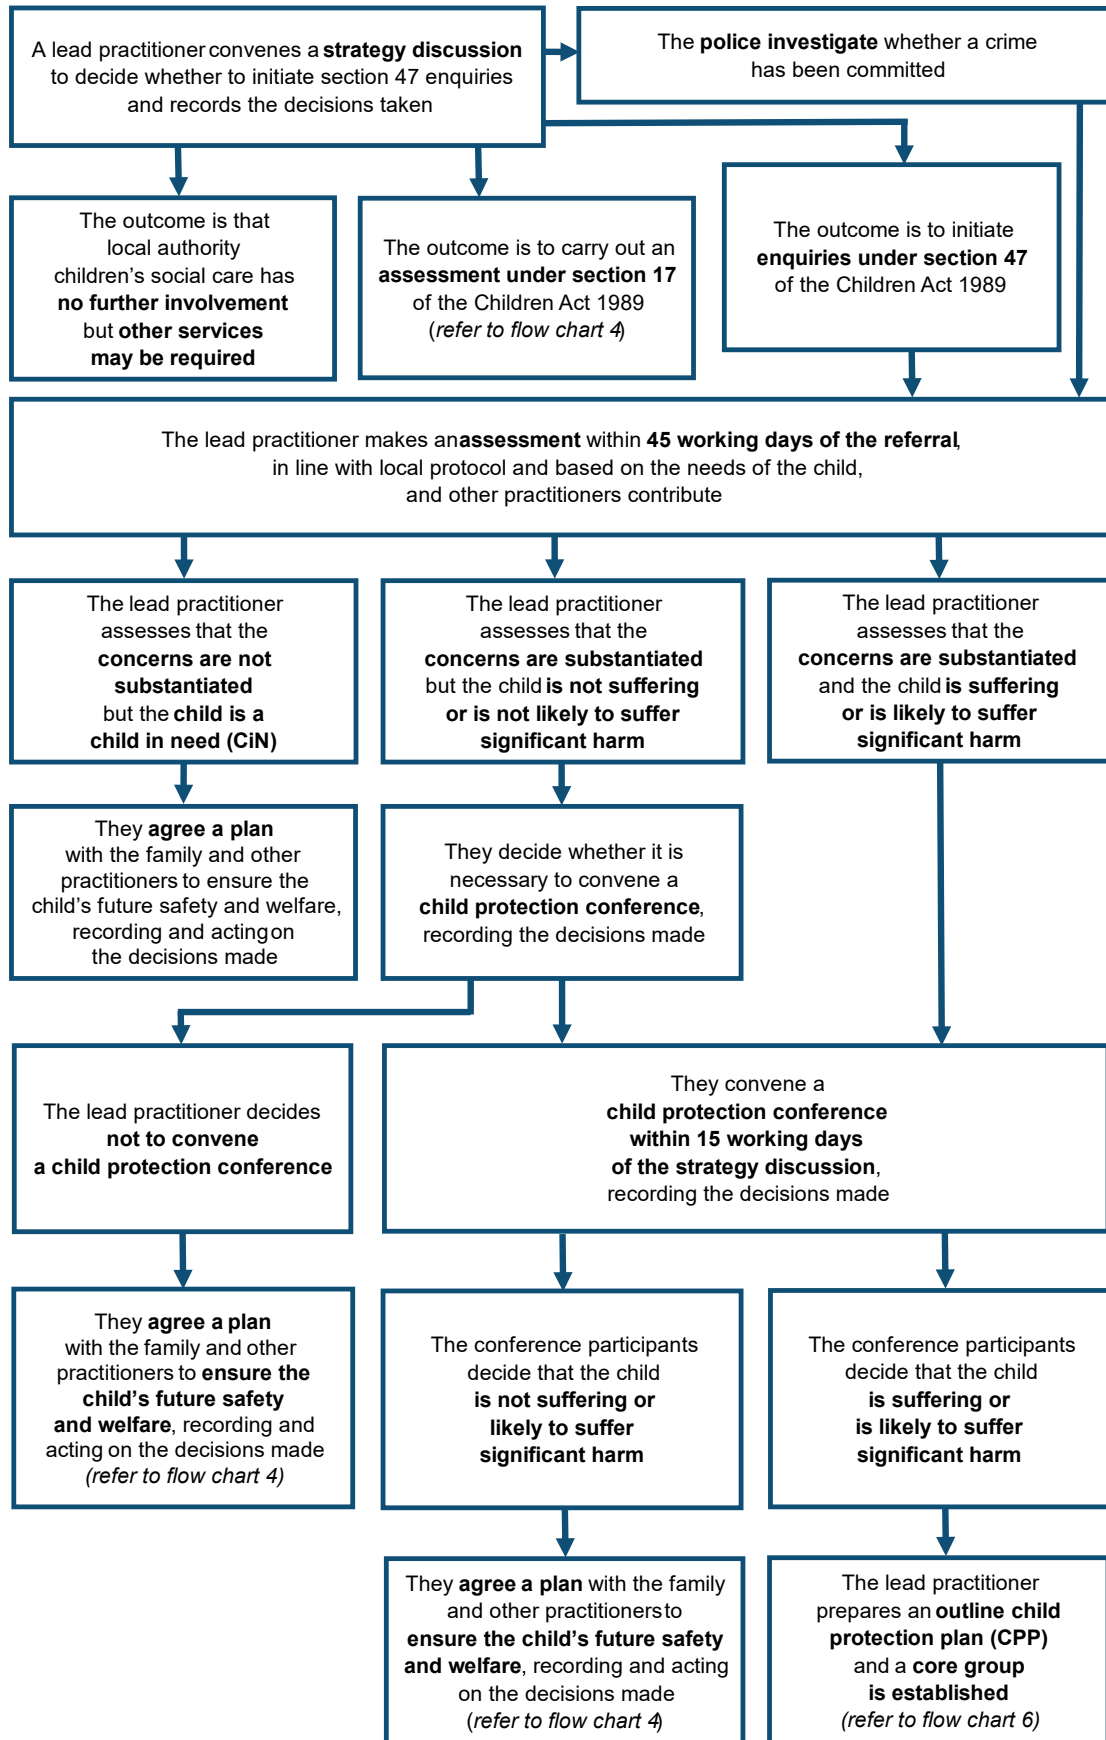 A lead practitioner convenes a strategy discussion
to decide whether to initiate section 47 enquiries
and records the decisions taken
The police investigate whether a crime
has been committed
The outcome is that
local authority
children's social care has
no further involvement
but other services
may be required
The outcome is to carry out an
assessment under section 17
of the Children Act 1989
(refer to flow chart 4)
The outcome is to initiate
enquiries under section 47
of the Children Act 1989
The lead practitioner makes an assessment within 45 working days of the referral,
in line with local protocol and based on the needs of the child,
and other practitioners contribute
The lead practitioner
assesses that the
concerns are not
substantiated
but the child is a
child in need (CiN)
The lead practitioner
assesses that the
concerns are substantiated
but the child is not suffering
or is not likely to suffer
significant harm
The lead practitioner
assesses that the
concerns are substantiated
and the child is suffering
or is likely to suffer
significant harm
They agree a plan
with the family and other
practitioners to ensure the
child's future safety and welfare,
recording and acting on
the decisions made
They decide whether it is
necessary to convene a
child protection conference,
recording the decisions made
The lead practitioner decides
not to convene
a child protection conference
They convene a
child protection conference
within 15 working days
of the strategy discussion,
recording the decisions made
They agree a plan
with the family and other
practitioners to ensure the
child's future safety
and welfare, recording and
acting on the decisions made
(refer to flow chart 4)
The conference participants
decide that the child
is not suffering or
likely to suffer
significant harm
The conference participants
decide that the child
is suffering or
is likely to suffer
significant harm
They agree a plan with the family
and other practitioners to
ensure the child's future safety
and welfare, recording and acting
on the decisions made
(refer to flow chart 4)
The lead practitioner
prepares an outline child
protection plan (CPP)
and a core group
is established
(refer to flow chart 6)